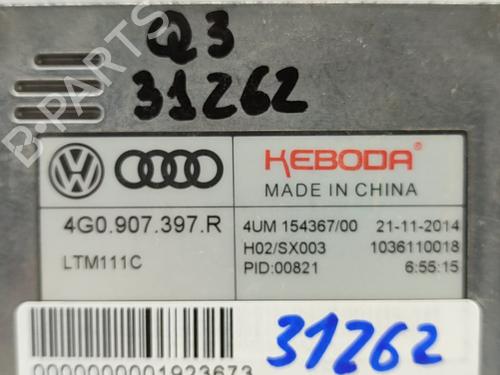 Q3
31262
B-PARTS
KEBODA®
MADE IN CHINA
4G0.907.397.R
LTM111C
4UM 154367/00 21-11-2014
H02/SX003 1036110018
PID:00821 6:55:15
31262
00000000001923673